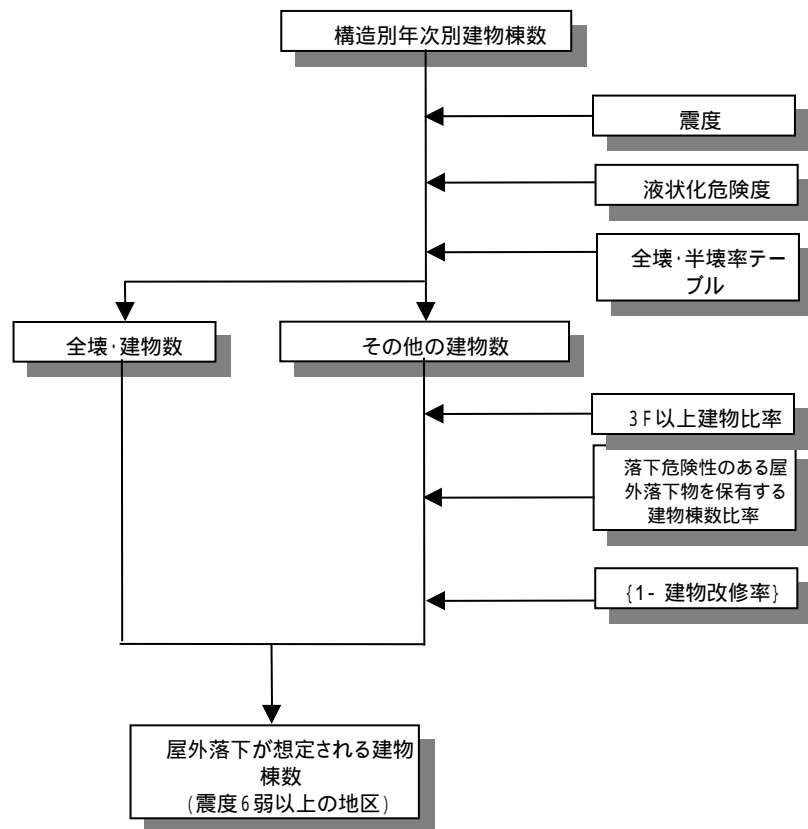 構造別年次別建物棟数
震度
液状化危険度
全壊・半壊率テー
ブル
全壊・建物数
その他の建物数
3F以上建物比率
落下危険性のある屋
外落下物を保有する
建物棟数比率
{1- 建物改修率}
屋外落下が想定される建物
棟数
(震度6弱以上の地区)